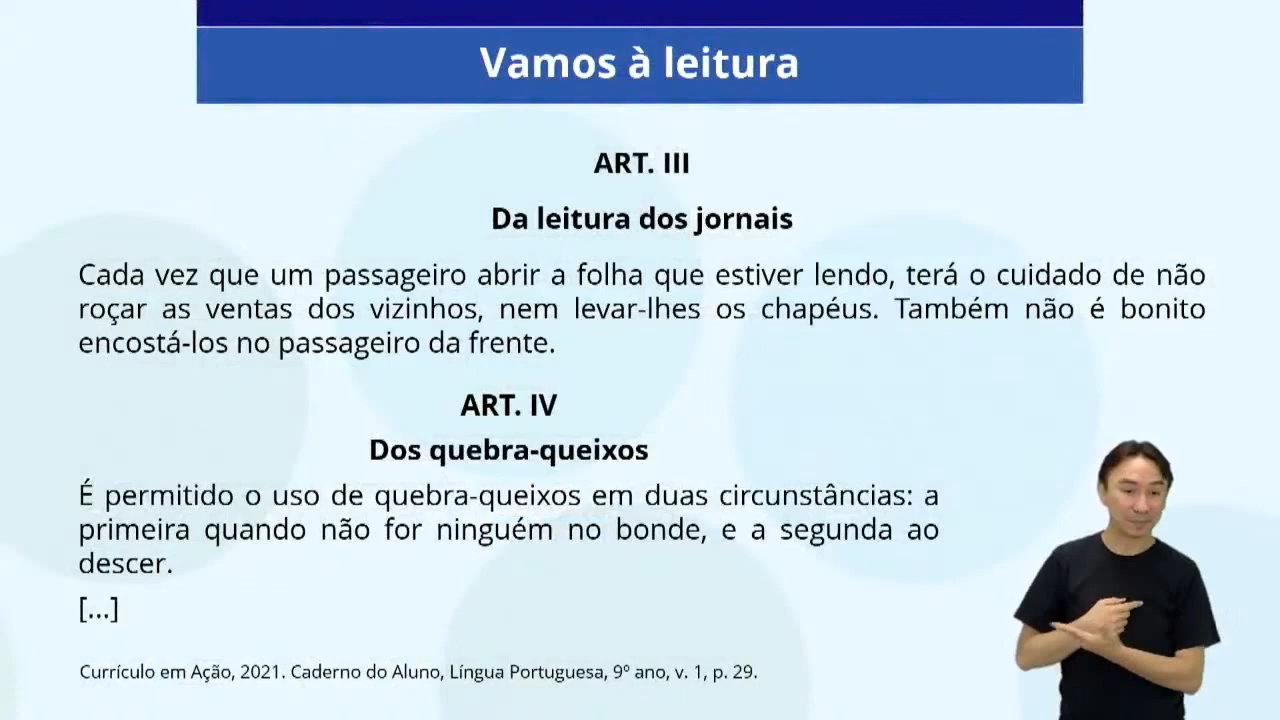 Vamos à leitura
ART. III
Da leitura dos jornais
Cada vez que um passageiro abrir a folha que estiver lendo, terá o cuidado de não
roçar as ventas dos vizinhos, nem levar-lhes os chapéus. Também não é bonito
encostá-los no passageiro da frente.
ART. IV
Dos quebra-queixos
É permitido o uso de quebra-queixos em duas circunstâncias: a
primeira quando não for ninguém no bonde, e a segunda ao
descer.
[...]
Currículo em Ação, 2021. Caderno do Aluno, Língua Portuguesa, 9º ano, v. 1, p. 29.